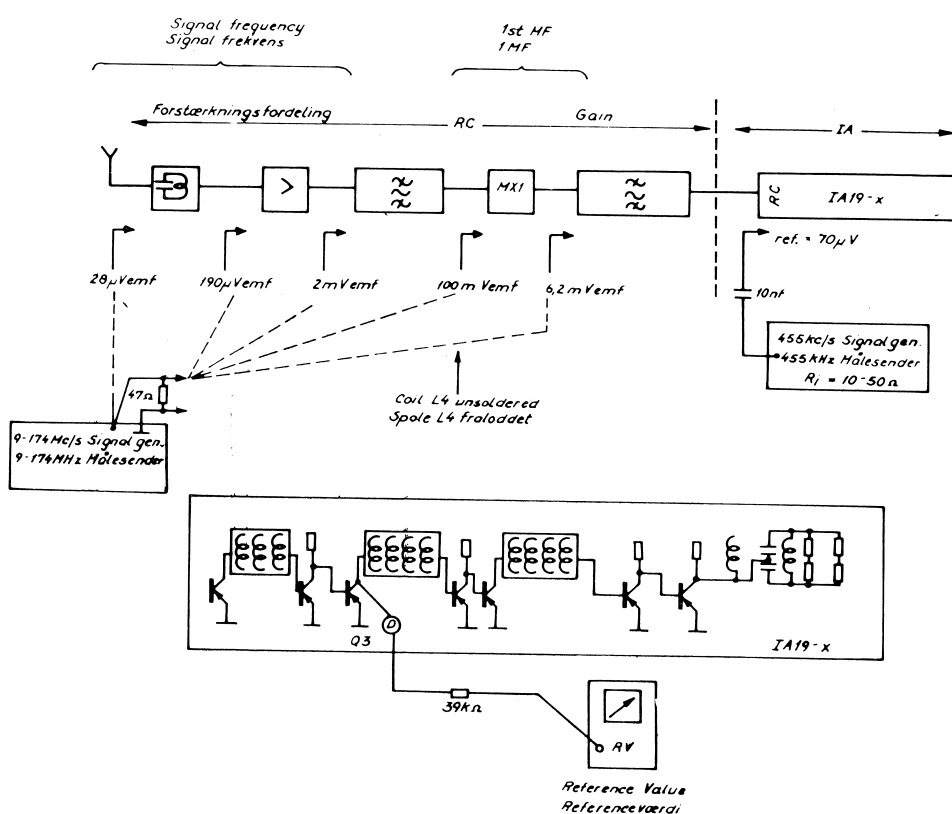 Signal frequency
Signal frekvens
1st MF
1 MF
Forstærkningsfordeling
RC
Gain
IA
MX1
RC
IA19-x
ref. = 70µV
28µVemf
190µVemf
2mVemf
100mVemf
6,2mVemf
10nf
455kc/s Signal gen.
455kHz Målesender
Ri = 10-50Ω
47Ω
Coil L4 unsoldered
Spole L4 fraloddet
9-174Mc/s Signal gen.
9-174MHz Målesender
D
Q3
IA19-x
39kΩ
RV
Reference Value
Referenceværdi